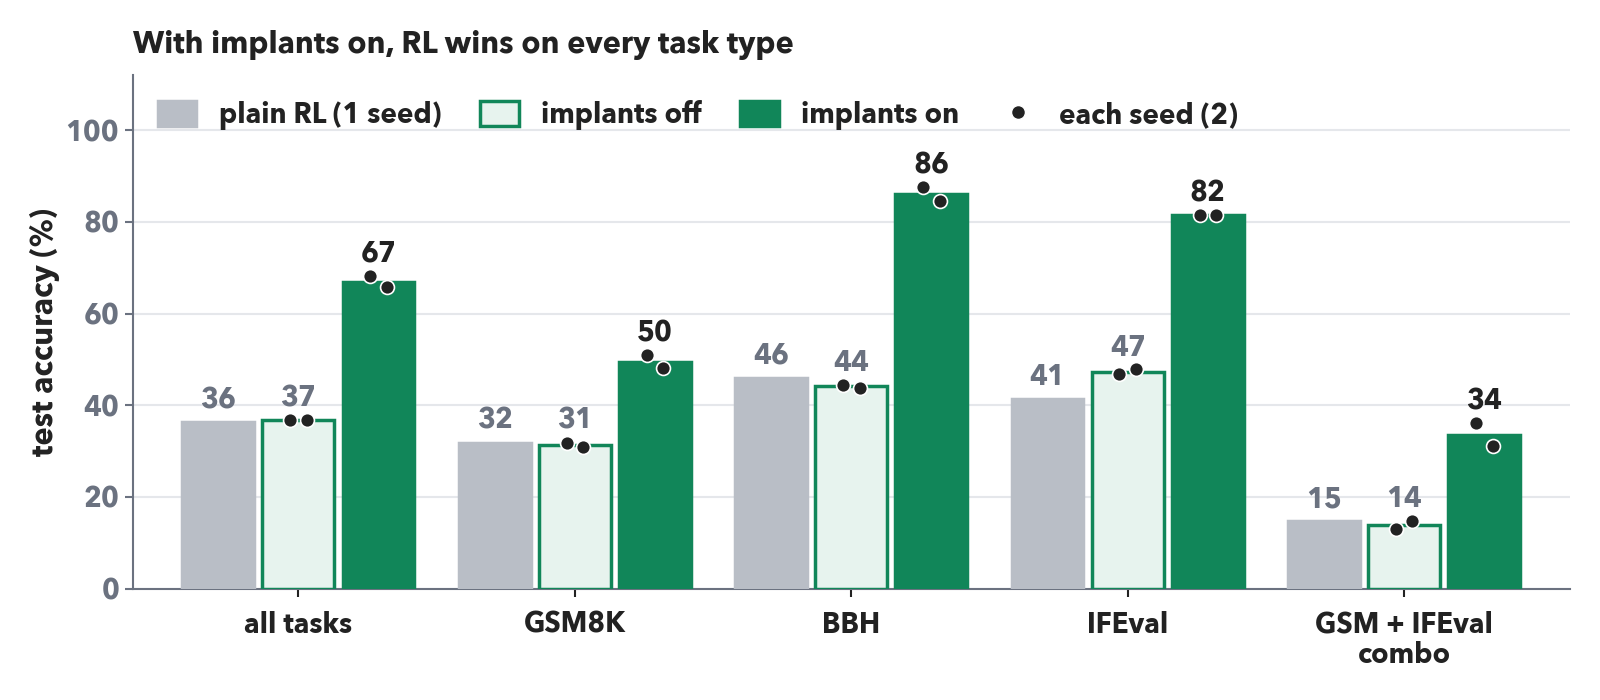 With implants on, RL wins on every task type
plain RL (1 seed) implants off implants on each seed (2)
test accuracy (%)
100
80
60
40
20
0
36 37 67
32 31 50
46 44 86
41 47 82
15 14 34
all tasks GSM8K BBH IFEval GSM + IFEval
combo